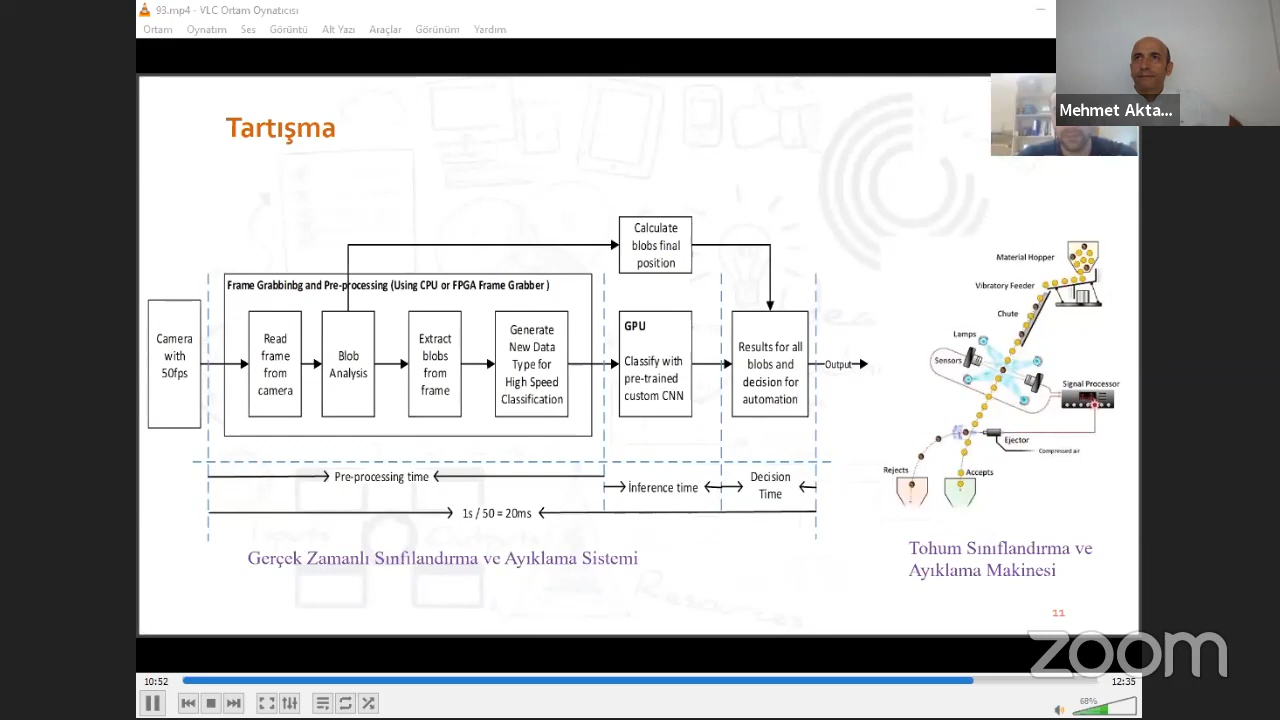 93.mp4 - VLC Ortam Oynatıcısı
Ortam Oynatım Ses Görüntü Alt Yazı Araçlar Görünüm Yardım
Mehmet Akta...
Tartışma
Calculate
blobs final
position
Frame Grabbinbg and Pre-processing (Using CPU or FPGA Frame Grabber )
Camera
with
50fps
Read
frame
from
camera
Blob
Analysis
Extract
blobs
from
frame
Generate
New Data
Type for
High Speed
Classification
GPU
Classify with
pre-trained
custom CNN
Results for all
blobs and
decision for
automation
Output
Pre-processing time
İnference time
Decision
Time
1s / 50 = 20ms
Gerçek Zamanlı Sınfılandırma ve Ayıklama Sistemi
Material Hopper
Vibratory Feeder
Chute
Lamps
Sensors
Signal Processor
Ejector
Compressed air
Rejects
Accepts
Tohum Sınıflandırma ve
Ayıklama Makinesi
11
zoom
10:52
12:35
68%